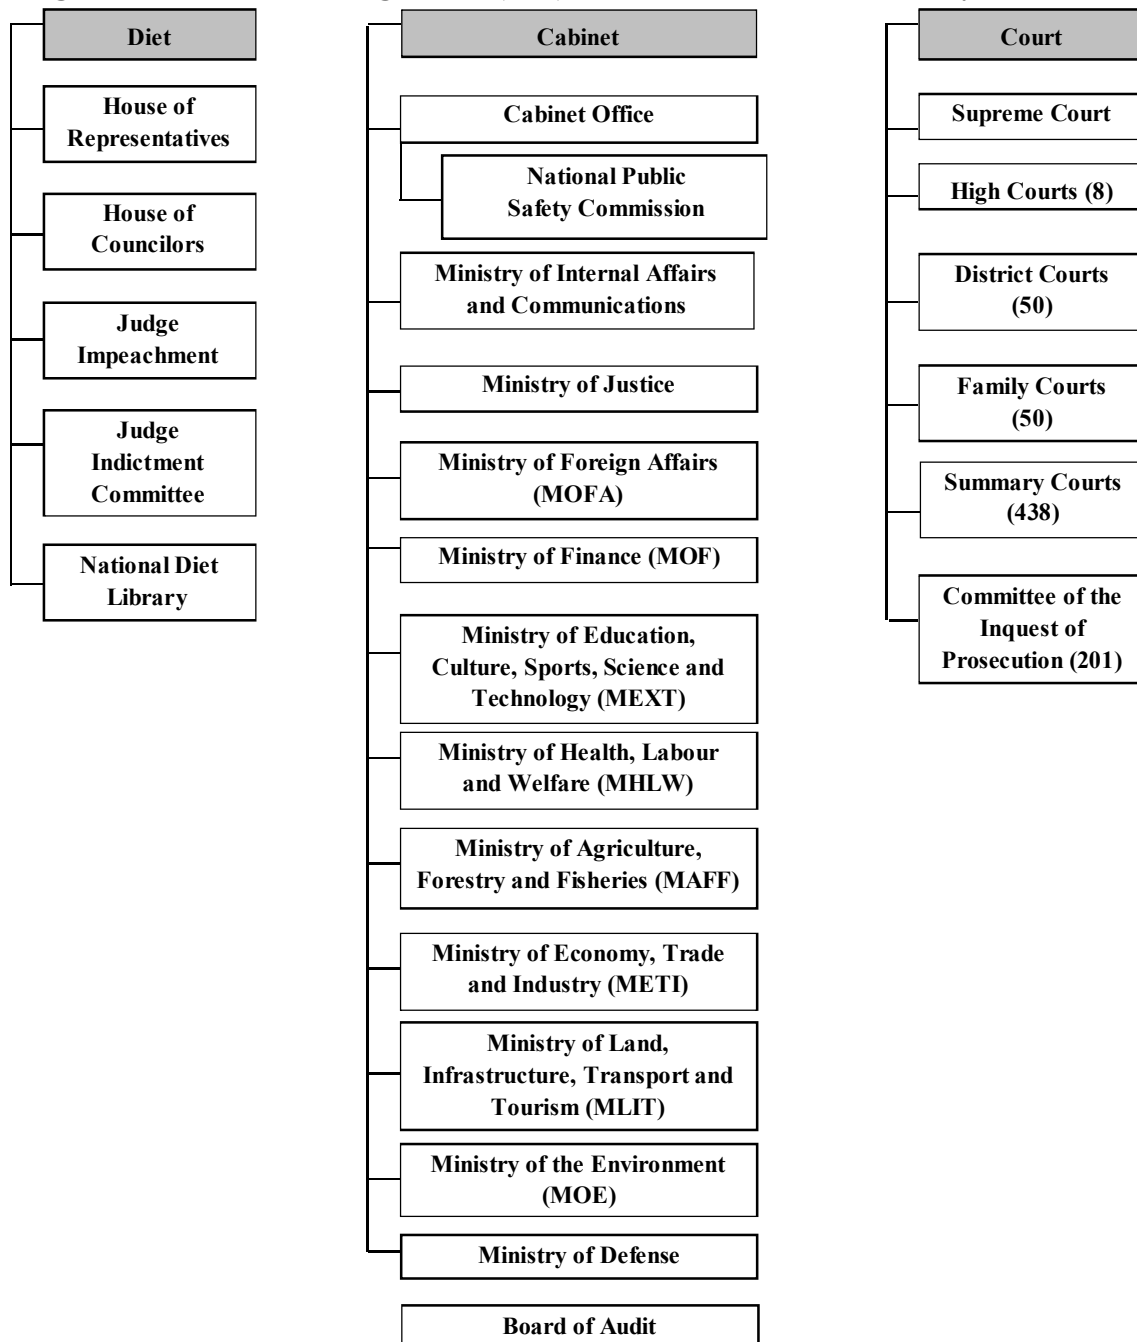 Diet
House of
Representatives
House of
Councilors
Judge
Impeachment
Judge
Indictment
Committee
National Diet
Library
Cabinet
Cabinet Office
National Public
Safety Commission
Ministry of Internal Affairs
and Communications
Ministry of Justice
Ministry of Foreign Affairs
(MOFA)
Ministry of Finance (MOF)
Ministry of Education,
Culture, Sports, Science and
Technology (MEXT)
Ministry of Health, Labour
and Welfare (MHLW)
Ministry of Agriculture,
Forestry and Fisheries (MAFF)
Ministry of Economy, Trade
and Industry (METI)
Ministry of Land,
Infrastructure, Transport and
Tourism (MLIT)
Ministry of the Environment
(MOE)
Ministry of Defense
Board of Audit
Court
Supreme Court
High Courts (8)
District Courts
(50)
Family Courts
(50)
Summary Courts
(438)
Committee of the
Inquest of
Prosecution (201)